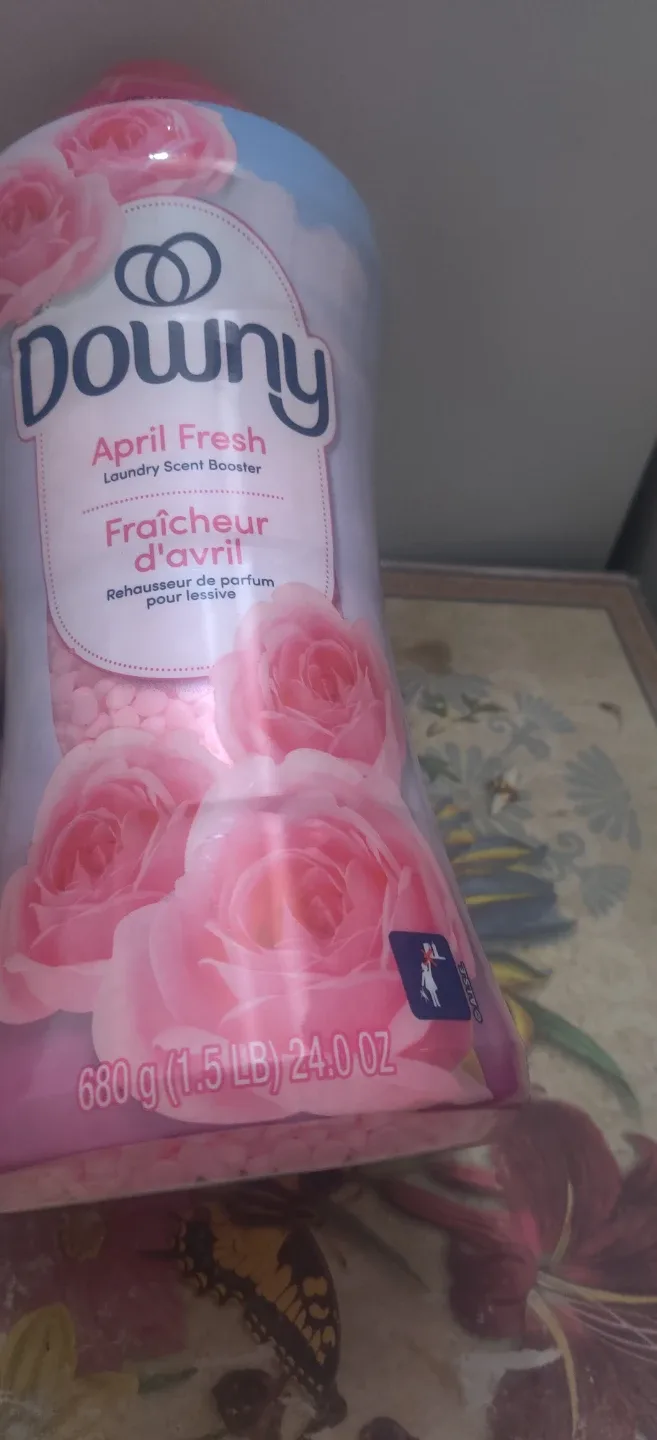 Downy
April Fresh
Laundry Scent Booster
Fraîcheur
d'avril
Rehausseur de parfum
pour lessive
680 g (1.5 LB) 24.0 OZ